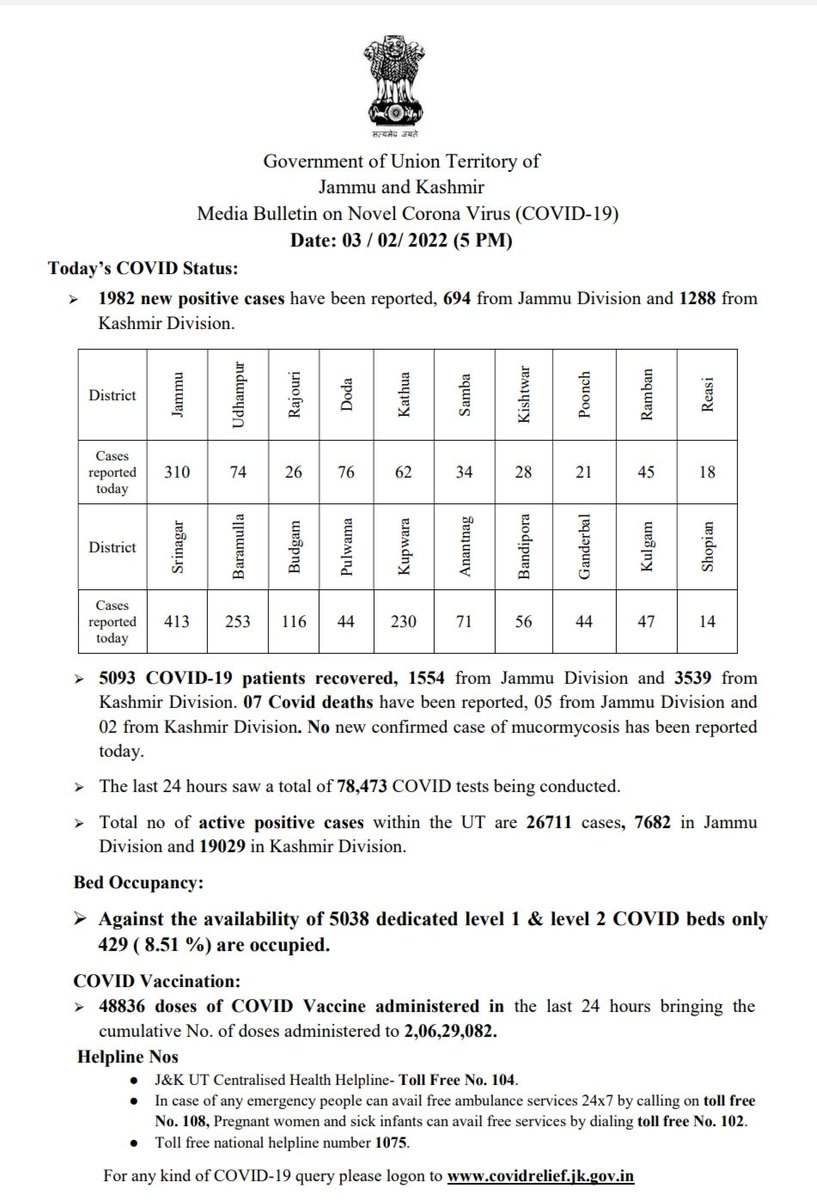 सत्यमेव जयते
Government of Union Territory of
Jammu and Kashmir
Media Bulletin on Novel Corona Virus (COVID-19)
Date: 03 / 02/ 2022 (5 PM)
Today’s COVID Status:
➢ 1982 new positive cases have been reported, 694 from Jammu Division and 1288 from
Kashmir Division.
District Jammu Udhampur Rajouri Doda Kathua Samba Kishtwar Poonch Ramban Reasi
Cases
reported
today 310 74 26 76 62 34 28 21 45 18
District Srinagar Baramulla Budgam Pulwama Kupwara Anantnag Bandipora Ganderbal Kulgam Shopian
Cases
reported
today 413 253 116 44 230 71 56 44 47 14
➢ 5093 COVID-19 patients recovered, 1554 from Jammu Division and 3539 from
Kashmir Division. 07 Covid deaths have been reported, 05 from Jammu Division and
02 from Kashmir Division. No new confirmed case of mucormycosis has been reported
today.
➢ The last 24 hours saw a total of 78,473 COVID tests being conducted.
➢ Total no of active positive cases within the UT are 26711 cases, 7682 in Jammu
Division and 19029 in Kashmir Division.
Bed Occupancy:
➢ Against the availability of 5038 dedicated level 1 & level 2 COVID beds only
429 ( 8.51 %) are occupied.
COVID Vaccination:
➢ 48836 doses of COVID Vaccine administered in the last 24 hours bringing the
cumulative No. of doses administered to 2,06,29,082.
Helpline Nos
● J&K UT Centralised Health Helpline- Toll Free No. 104.
● In case of any emergency people can avail free ambulance services 24x7 by calling on toll free
No. 108, Pregnant women and sick infants can avail free services by dialing toll free No. 102.
● Toll free national helpline number 1075.
For any kind of COVID-19 query please logon to www.covidrelief.jk.gov.in